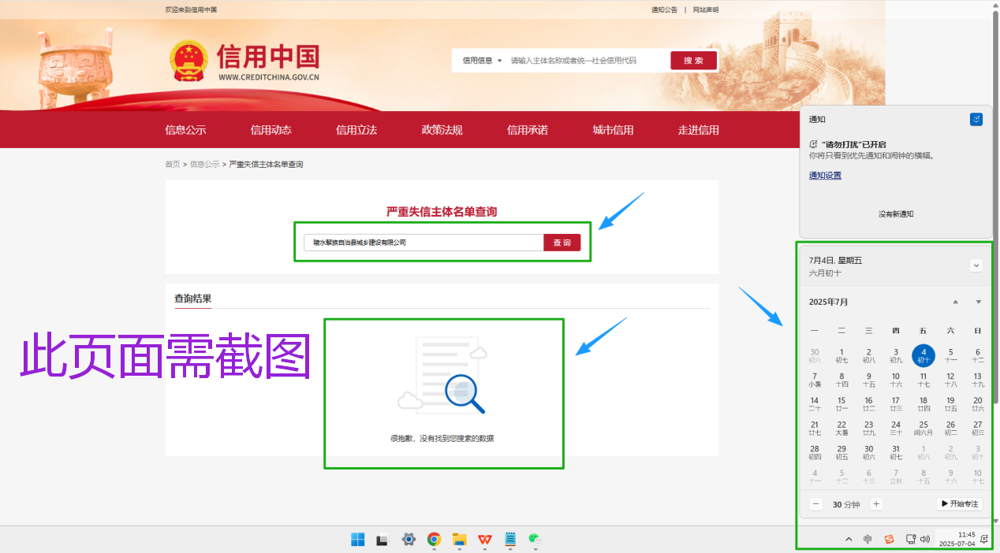 欢迎来到信用中国
通知公告 | 网站声明
信用中国
WWW.CREDITCHINA.GOV.CN
信用信息 请输入主体名称或者统一社会信用代码 搜索
信息公示 信用动态 信用立法 政策法规 信用承诺 城市信用 走进信用
首页 > 信息公示 > 严重失信主体名单查询
严重失信主体名单查询
陵水解族自治县城乡建设有限公司 查询
查询结果
很抱歉，没有找到您搜索的数据
此页面需截图
通知
“请勿打扰”已开启
你将只看到优先通知和闹钟的横幅。
通知设置
没有新通知
7月4日, 星期五
六月初十
2025年7月
一 二 三 四 五 六 日
30 1 2 3 4 5 6
初六 初七 初八 初九 初十 十一 十二
7 8 9 10 11 12 13
小暑 十四 十五 十六 十七 十八 十九
14 15 16 17 18 19 20
二十 廿一 廿二 廿三 廿四 廿五 廿六
21 22 23 24 25 26 27
廿七 大暑 廿九 三十 闰六月 初二 初三
28 29 30 31 1 2 3
初四 初五 初六 初七 初八 初九 初十
4 5 6 7 8 9 10
十一 十二 十三 立秋 十五 十六 十七
30 分钟 开始专注
中
11:45
2025-07-04